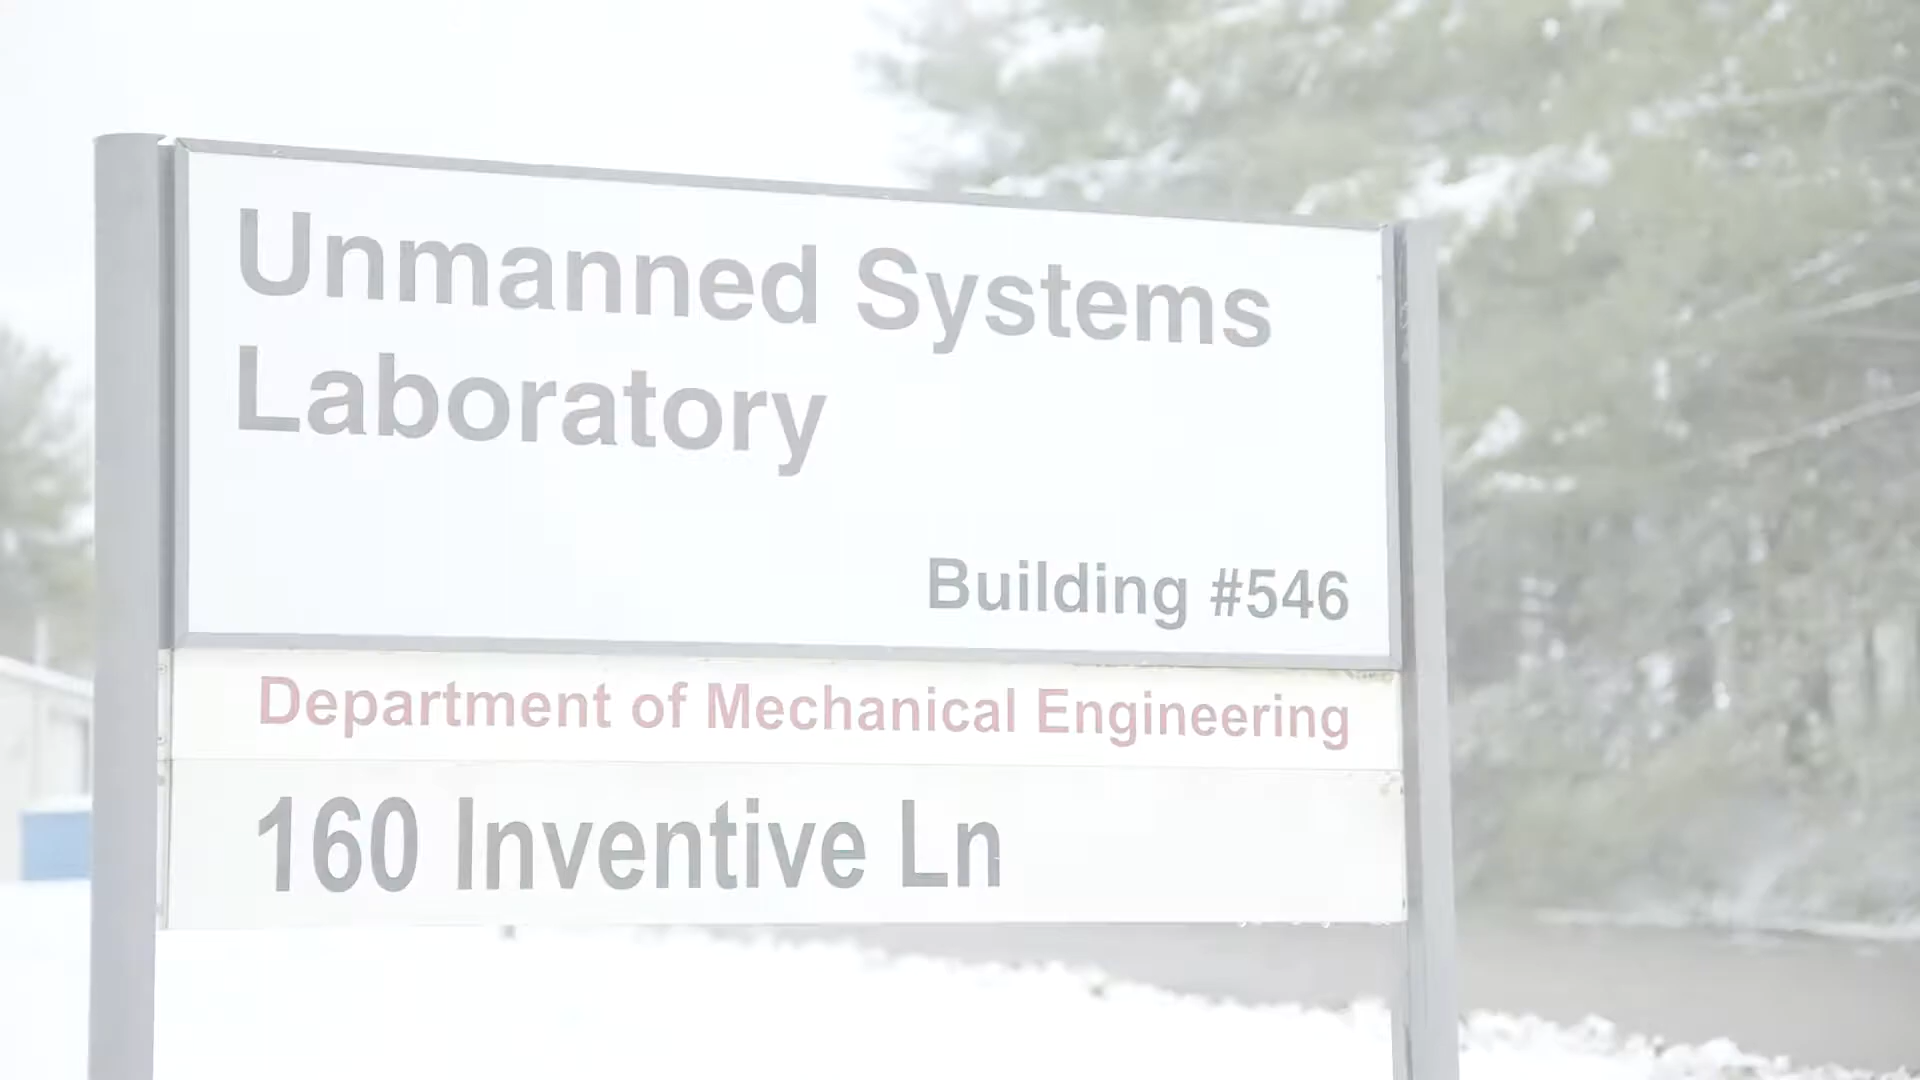 Unmanned Systems
Laboratory
Building #546
Department of Mechanical Engineering
160 Inventive Ln